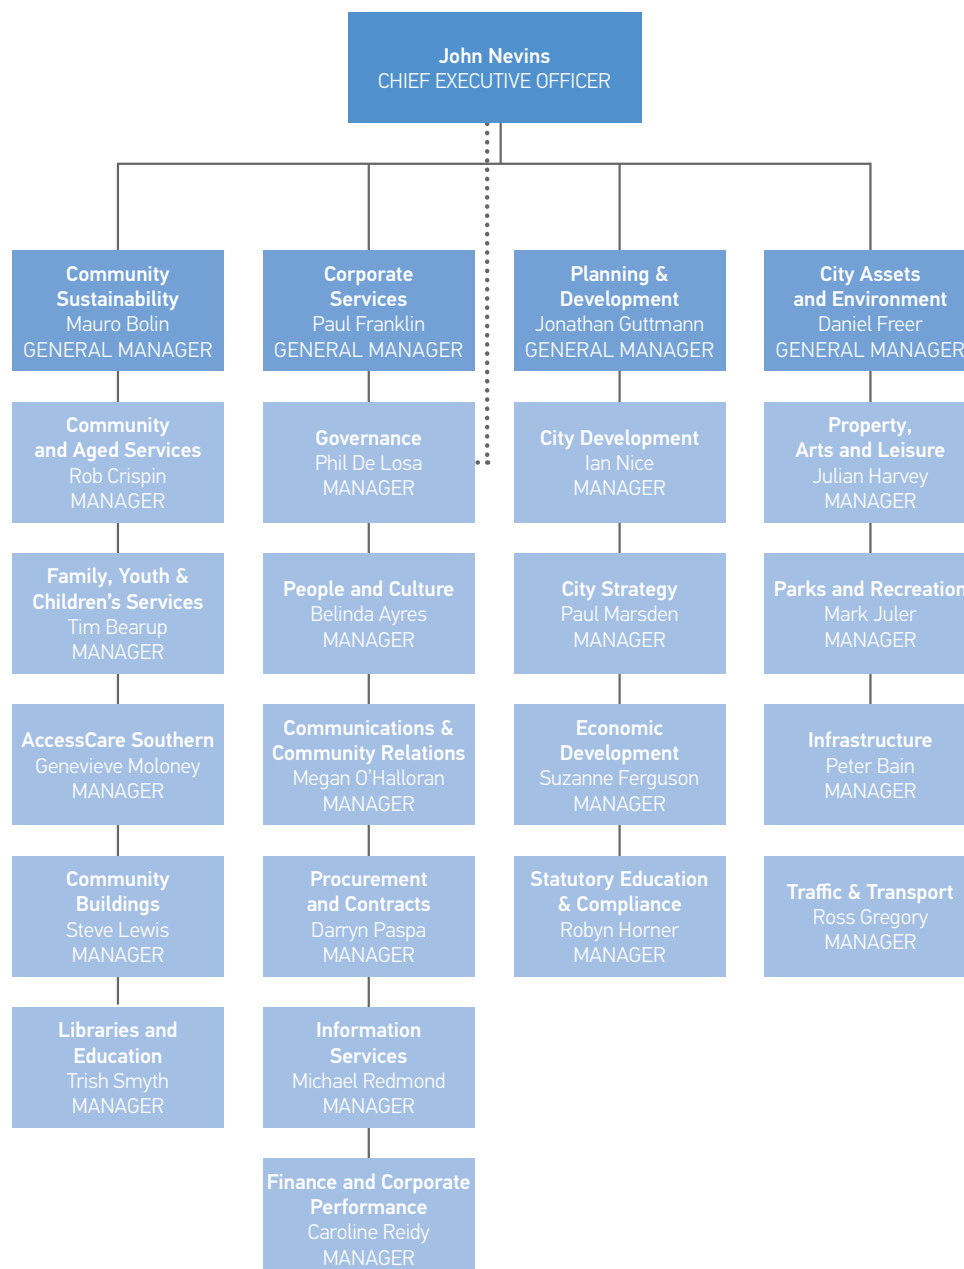 John Nevins
CHIEF EXECUTIVE OFFICER
Community
Sustainability
Mauro Bolin
GENERAL MANAGER
Corporate
Services
Paul Franklin
GENERAL MANAGER
Planning &
Development
Jonathan Guttmann
GENERAL MANAGER
City Assets
and Environment
Daniel Freer
GENERAL MANAGER
Community
and Aged Services
Rob Crispin
MANAGER
Governance
Phil De Losa
MANAGER
City Development
Ian Nice
MANAGER
Property,
Arts and Leisure
Julian Harvey
MANAGER
Family, Youth &
Children's Services
Tim Bearup
MANAGER
People and Culture
Belinda Ayres
MANAGER
City Strategy
Paul Marsden
MANAGER
Parks and Recreation
Mark Juler
MANAGER
AccessCare Southern
Genevieve Moloney
MANAGER
Communications &
Community Relations
Megan O'Halloran
MANAGER
Economic
Development
Suzanne Ferguson
MANAGER
Infrastructure
Peter Bain
MANAGER
Community
Buildings
Steve Lewis
MANAGER
Procurement
and Contracts
Darryn Paspa
MANAGER
Statutory Education
& Compliance
Robyn Horner
MANAGER
Traffic & Transport
Ross Gregory
MANAGER
Libraries and
Education
Trish Smyth
MANAGER
Information
Services
Michael Redmond
MANAGER
Finance and Corporate
Performance
Caroline Reidy
MANAGER